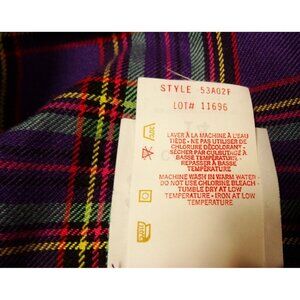 STYLE 53A02F
LOT# 11696
LAVER À LA MACHINE À L'EAU
TIÈDE - NE PAS UTILISER DE
CHLORURE DÉCOLORANT -
SÉCHER PAR CULBUTAGE À
BASSE TEMPÉRATURE -
REPASSER À BASSE
TEMPÉRATURE
MACHINE WASH IN WARM WATER -
DO NOT USE CHLORINE BLEACH -
TUMBLE DRY AT LOW
TEMPERATURE - IRON AT LOW
TEMPERATURE